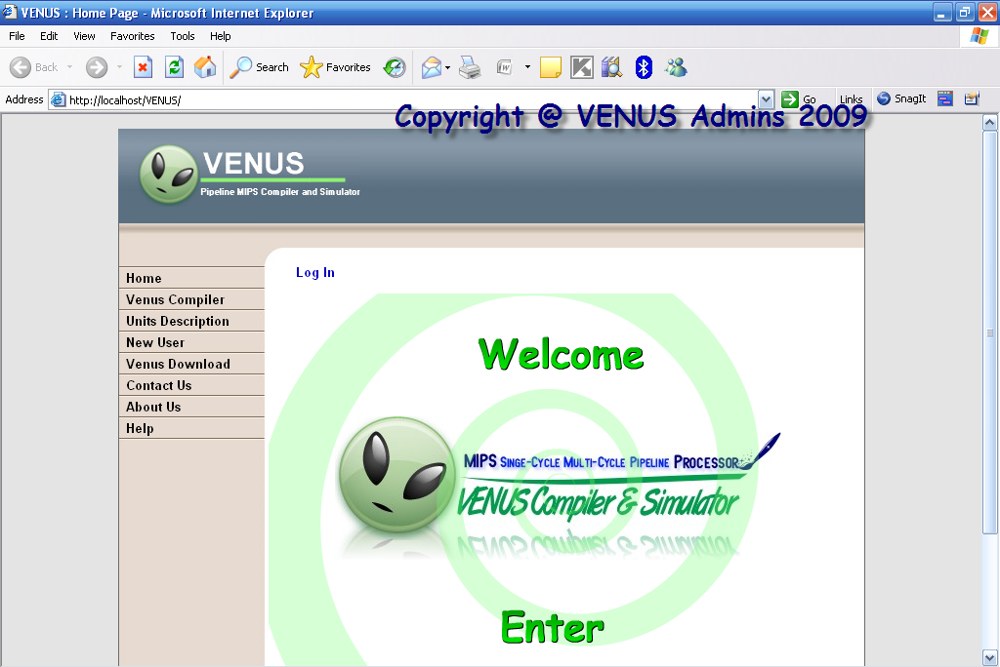 VENUS : Home Page - Microsoft Internet Explorer
File Edit View Favorites Tools Help
Back Search Favorites
Address http://localhost/VENUS/ Go Links SnagIt
Copyright @ VENUS Admins 2009
VENUS
Pipeline MIPS Compiler and Simulator
Log In
Home
Venus Compiler
Units Description
New User
Venus Download
Contact Us
About Us
Help
Welcome
MIPS Singe-Cycle Multi-Cycle Pipeline Processor
VENUS Compiler & Simulator
Enter